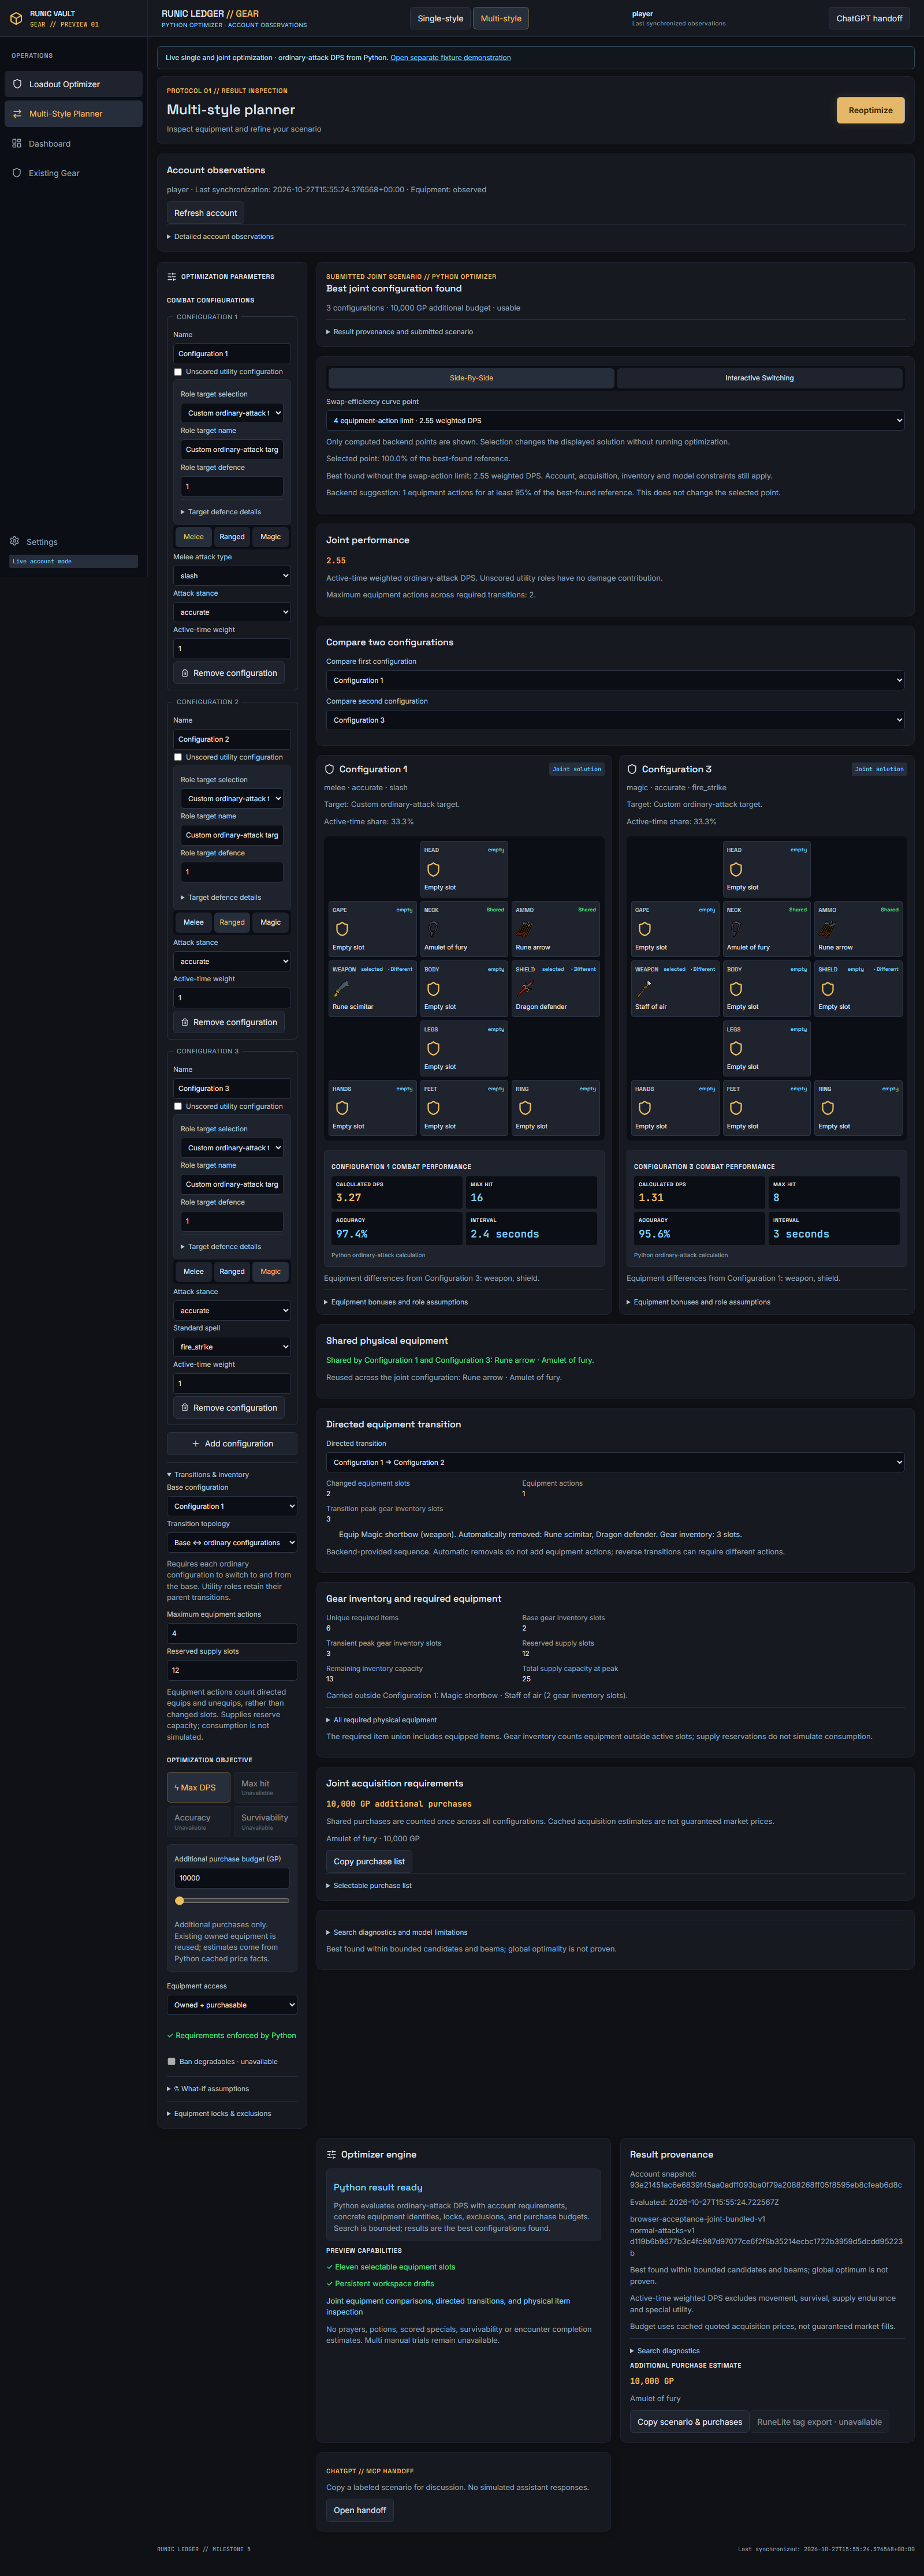 RUNIC VAULT
GEAR // PREVIEW 01
RUNIC LEDGER // GEAR
PYTHON OPTIMIZER · ACCOUNT OBSERVATIONS
Single-style
Multi-style
player
Last synchronized observations
ChatGPT handoff
OPERATIONS
Loadout Optimizer
Multi-Style Planner
Dashboard
Existing Gear
Settings
Live account mode
Live single and joint optimization · ordinary-attack DPS from Python. Open separate fixture demonstration
PROTOCOL 01 // RESULT INSPECTION
Multi-style planner
Inspect equipment and refine your scenario
Reoptimize
Account observations
player · Last synchronization: 2026-10-27T15:55:24.376568+00:00 · Equipment: observed
Refresh account
Detailed account observations
OPTIMIZATION PARAMETERS
COMBAT CONFIGURATIONS
CONFIGURATION 1
Name
Configuration 1
Unscored utility configuration
Role target selection
Custom ordinary-attack t
Role target name
Custom ordinary-attack targ
Role target defence
1
Target defence details
Melee
Ranged
Magic
Melee attack type
slash
Attack stance
accurate
Active-time weight
1
Remove configuration
CONFIGURATION 2
Name
Configuration 2
Unscored utility configuration
Role target selection
Custom ordinary-attack t
Role target name
Custom ordinary-attack targ
Role target defence
1
Target defence details
Melee
Ranged
Magic
Attack stance
accurate
Active-time weight
1
Remove configuration
CONFIGURATION 3
Name
Configuration 3
Unscored utility configuration
Role target selection
Custom ordinary-attack t
Role target name
Custom ordinary-attack targ
Role target defence
1
Target defence details
Melee
Ranged
Magic
Attack stance
accurate
Standard spell
fire_strike
Active-time weight
1
Remove configuration
Add configuration
Transitions & inventory
Base configuration
Configuration 1
Transition topology
Base ↔ ordinary configurations
Requires each ordinary
configuration to switch to and from
the base. Utility roles retain their
parent transitions.
Maximum equipment actions
4
Reserved supply slots
12
Equipment actions count directed
equips and unequips, rather than
changed slots. Supplies reserve
capacity; consumption is not
simulated.
OPTIMIZATION OBJECTIVE
Max DPS
Max hit
Unavailable
Accuracy
Unavailable
Survivability
Unavailable
Additional purchase budget (GP)
10000
Additional purchases only.
Existing owned equipment is
reused; estimates come from
Python cached price facts.
Equipment access
Owned + purchasable
✓ Requirements enforced by Python
Ban degradables · unavailable
What-if assumptions
Equipment locks & exclusions
SUBMITTED JOINT SCENARIO // PYTHON OPTIMIZER
Best joint configuration found
3 configurations · 10,000 GP additional budget · usable
Result provenance and submitted scenario
Side-By-Side
Interactive Switching
Swap-efficiency curve point
4 equipment-action limit · 2.55 weighted DPS
Only computed backend points are shown. Selection changes the displayed solution without running optimization.
Selected point: 100.0% of the best-found reference.
Best found without the swap-action limit: 2.55 weighted DPS. Account, acquisition, inventory and model constraints still apply.
Backend suggestion: 1 equipment actions for at least 95% of the best-found reference. This does not change the selected point.
Joint performance
2.55
Active-time weighted ordinary-attack DPS. Unscored utility roles have no damage contribution.
Maximum equipment actions across required transitions: 2.
Compare two configurations
Compare first configuration
Configuration 1
Compare second configuration
Configuration 3
Configuration 1
Joint solution
melee · accurate · slash
Target: Custom ordinary-attack target.
Active-time share: 33.3%
HEAD empty
Empty slot
CAPE empty
Empty slot
NECK Shared
Amulet of fury
AMMO Shared
Rune arrow
WEAPON selected · Different
Rune scimitar
BODY empty
Empty slot
SHIELD selected · Different
Dragon defender
LEGS empty
Empty slot
HANDS empty
Empty slot
FEET empty
Empty slot
RING empty
Empty slot
CONFIGURATION 1 COMBAT PERFORMANCE
CALCULATED DPS
3.27
MAX HIT
16
ACCURACY
97.4%
INTERVAL
2.4 seconds
Python ordinary-attack calculation
Equipment differences from Configuration 3: weapon, shield.
Equipment bonuses and role assumptions
Configuration 3
Joint solution
magic · accurate · fire_strike
Target: Custom ordinary-attack target.
Active-time share: 33.3%
HEAD empty
Empty slot
CAPE empty
Empty slot
NECK Shared
Amulet of fury
AMMO Shared
Rune arrow
WEAPON selected · Different
Staff of air
BODY empty
Empty slot
SHIELD empty · Different
Empty slot
LEGS empty
Empty slot
HANDS empty
Empty slot
FEET empty
Empty slot
RING empty
Empty slot
CONFIGURATION 3 COMBAT PERFORMANCE
CALCULATED DPS
1.31
MAX HIT
8
ACCURACY
95.6%
INTERVAL
3 seconds
Python ordinary-attack calculation
Equipment differences from Configuration 1: weapon, shield.
Equipment bonuses and role assumptions
Shared physical equipment
Shared by Configuration 1 and Configuration 3: Rune arrow · Amulet of fury.
Reused across the joint configuration: Rune arrow · Amulet of fury.
Directed equipment transition
Directed transition
Configuration 1 → Configuration 2
Changed equipment slots
2
Equipment actions
1
Transition peak gear inventory slots
3
Equip Magic shortbow (weapon). Automatically removed: Rune scimitar, Dragon defender. Gear inventory: 3 slots.
Backend-provided sequence. Automatic removals do not add equipment actions; reverse transitions can require different actions.
Gear inventory and required equipment
Unique required items
6
Base gear inventory slots
2
Transient peak gear inventory slots
3
Reserved supply slots
12
Remaining inventory capacity
13
Total supply capacity at peak
25
Carried outside Configuration 1: Magic shortbow · Staff of air (2 gear inventory slots).
All required physical equipment
The required item union includes equipped items. Gear inventory counts equipment outside active slots; supply reservations do not simulate consumption.
Joint acquisition requirements
10,000 GP additional purchases
Shared purchases are counted once across all configurations. Cached acquisition estimates are not guaranteed market prices.
Amulet of fury · 10,000 GP
Copy purchase list
Selectable purchase list
Search diagnostics and model limitations
Best found within bounded candidates and beams; global optimality is not proven.
Optimizer engine
Python result ready
Python evaluates ordinary-attack DPS with account requirements,
concrete equipment identities, locks, exclusions, and purchase budgets.
Search is bounded; results are the best configurations found.
PREVIEW CAPABILITIES
✓ Eleven selectable equipment slots
✓ Persistent workspace drafts
Joint equipment comparisons, directed transitions, and physical item
inspection
No prayers, potions, scored specials, survivability or encounter completion
estimates. Multi manual trials remain unavailable.
Result provenance
Account snapshot:
93e21451ac6e6839f45aa0adff093ba0f79a2088268ff05f8595eb8cfeab6d8c
Evaluated: 2026-10-27T15:55:24.722567Z
browser-acceptance-joint-bundled-v1
normal-attacks-v1
d119b6b9677b3c4fc987d97077ce6f2f6b35214ecbc1722b3959d5dcdd95223
b
Best found within bounded candidates and beams; global optimum is not
proven.
Active-time weighted DPS excludes movement, survival, supply endurance
and special utility.
Budget uses cached quoted acquisition prices, not guaranteed market fills.
Search diagnostics
ADDITIONAL PURCHASE ESTIMATE
10,000 GP
Amulet of fury
Copy scenario & purchases
RuneLite tag export · unavailable
CHATGPT // MCP HANDOFF
Copy a labeled scenario for discussion. No simulated assistant responses.
Open handoff
RUNIC LEDGER // MILESTONE 5
Last synchronized: 2026-10-27T15:55:24.376568+00:00